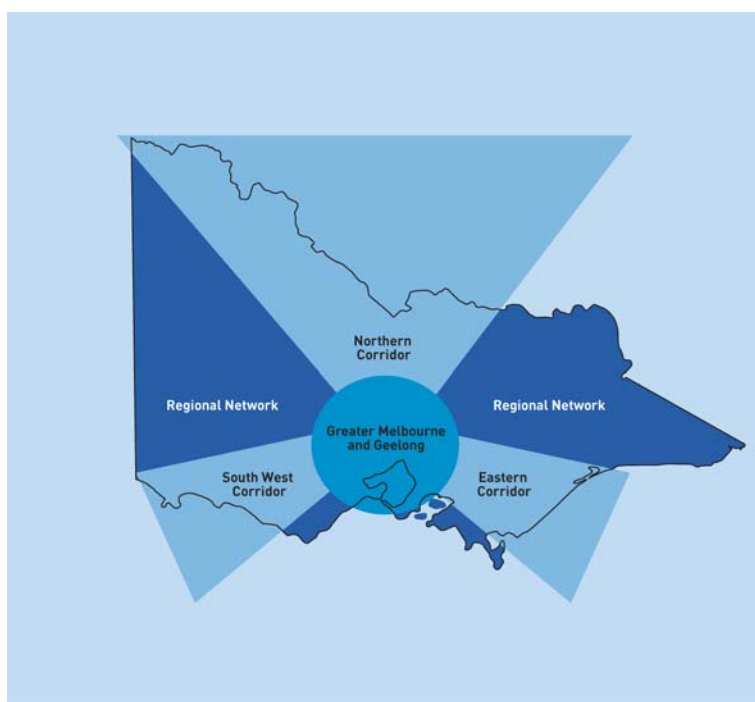 Northern
Corridor
Regional Network
Regional Network
Greater Melbourne
and Geelong
South West
Corridor
Eastern
Corridor